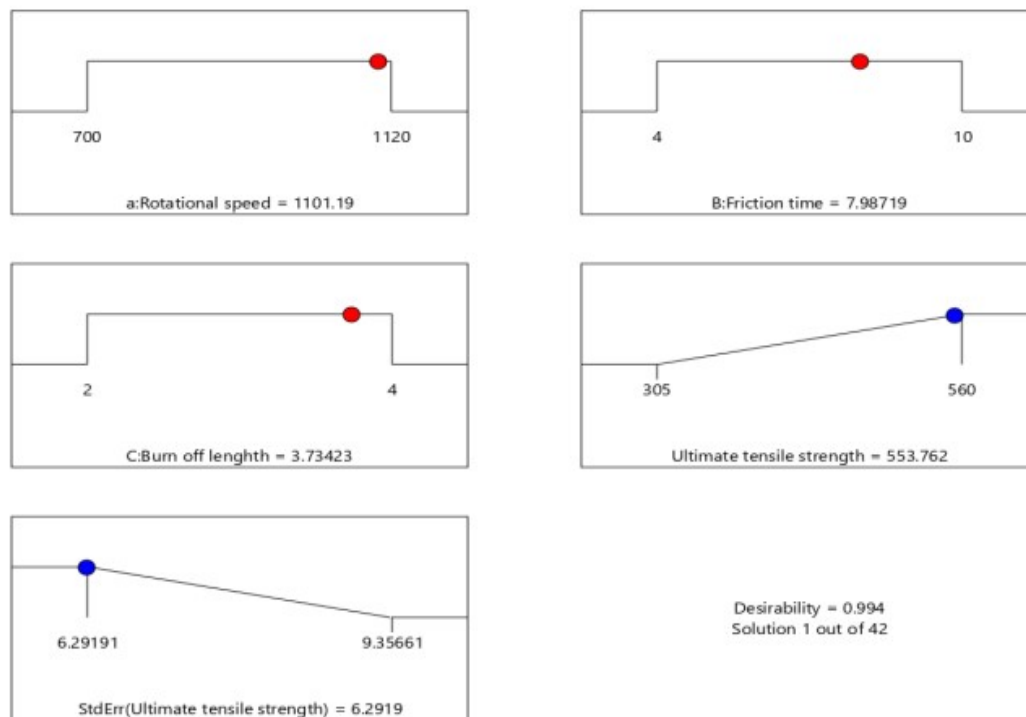 700
1120
a:Rotational speed = 1101.19
4
10
B:Friction time = 7.98719
2
4
C:Burn off lenghth = 3.73423
305
560
Ultimate tensile strength = 553.762
6.29191
9.35661
StdErr(Ultimate tensile strength) = 6.2919
Desirability = 0.994
Solution 1 out of 42